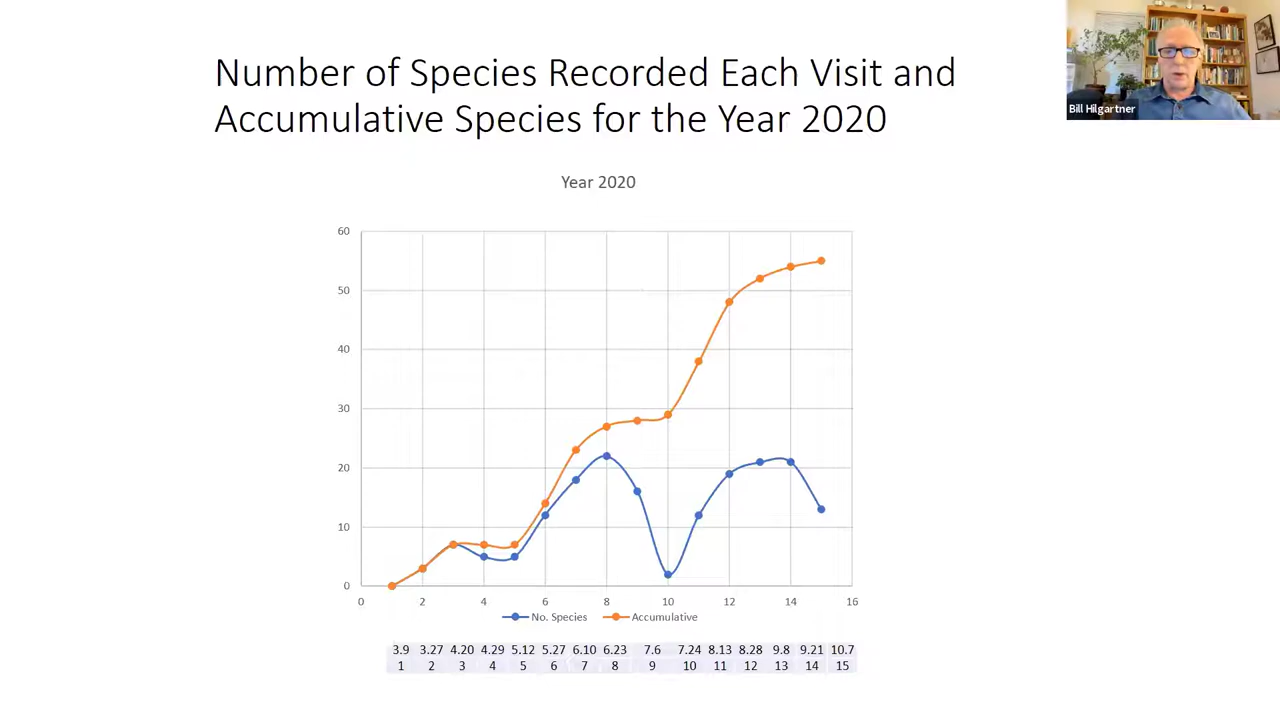 Number of Species Recorded Each Visit and
Accumulative Species for the Year 2020
Bill Hilgartner
Year 2020
60
50
40
30
20
10
0
0 2 4 6 8 10 12 14 16
No. Species Accumulative
3.9 3.27 4.20 4.29 5.12 5.27 6.10 6.23 7.6 7.24 8.13 8.28 9.8 9.21 10.7
1 2 3 4 5 6 7 8 9 10 11 12 13 14 15